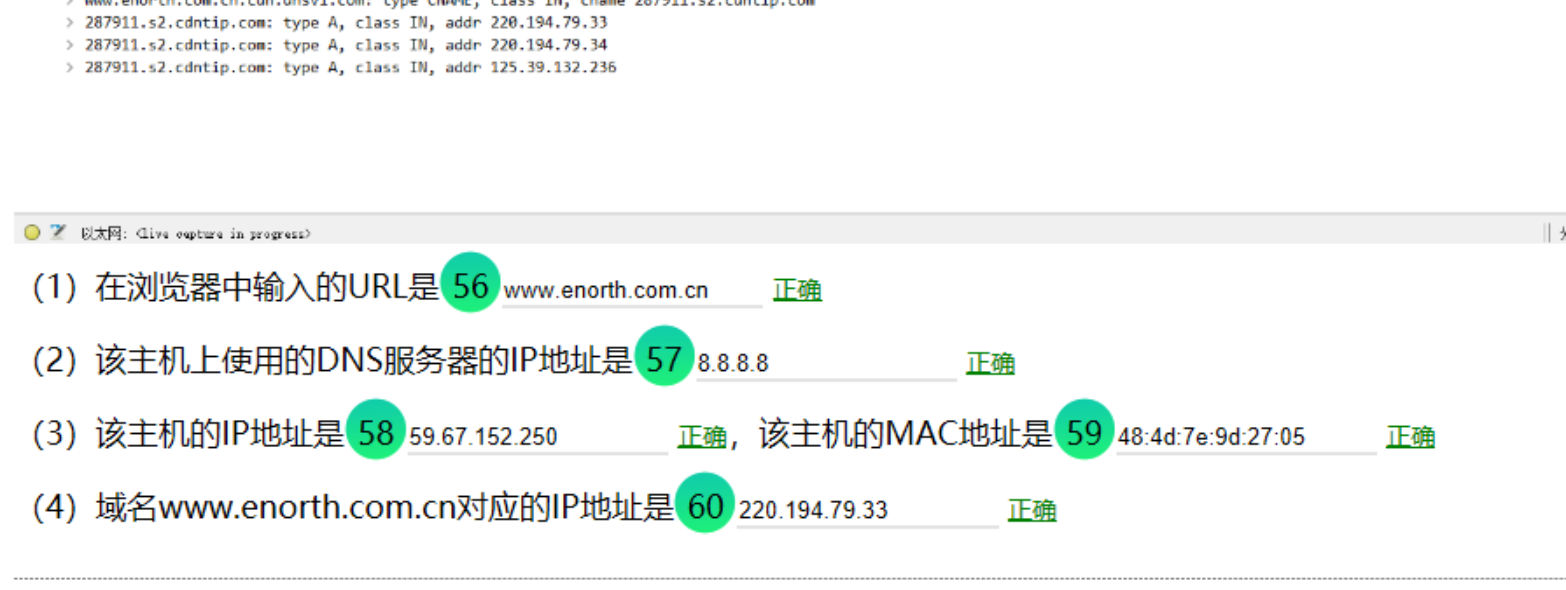 > www.enorth.com.cn.cdn.dnsv1.com: type CNAME, class IN, cname 287911.s2.cdntip.com
> 287911.s2.cdntip.com: type A, class IN, addr 220.194.79.33
> 287911.s2.cdntip.com: type A, class IN, addr 220.194.79.34
> 287911.s2.cdntip.com: type A, class IN, addr 125.39.132.236
以太网: <live capture in progress>
(1) 在浏览器中输入的URL是 56 www.enorth.com.cn 正确
(2) 该主机上使用的DNS服务器的IP地址是 57 8.8.8.8 正确
(3) 该主机的IP地址是 58 59.67.152.250 正确，该主机的MAC地址是 59 48:4d:7e:9d:27:05 正确
(4) 域名www.enorth.com.cn对应的IP地址是 60 220.194.79.33 正确